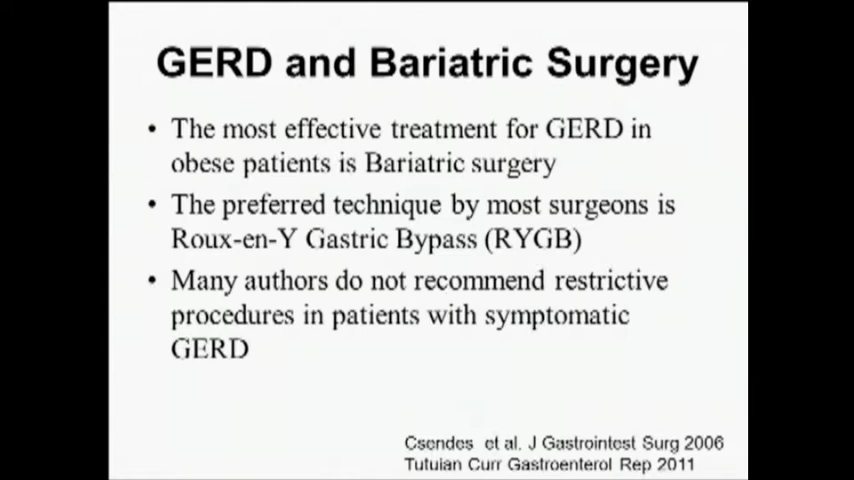 GERD and Bariatric Surgery
• The most effective treatment for GERD in
obese patients is Bariatric surgery
• The preferred technique by most surgeons is
Roux-en-Y Gastric Bypass (RYGB)
• Many authors do not recommend restrictive
procedures in patients with symptomatic
GERD
Csendes et al. J Gastrointest Surg 2006
Tutuian Curr Gastroenterol Rep 2011